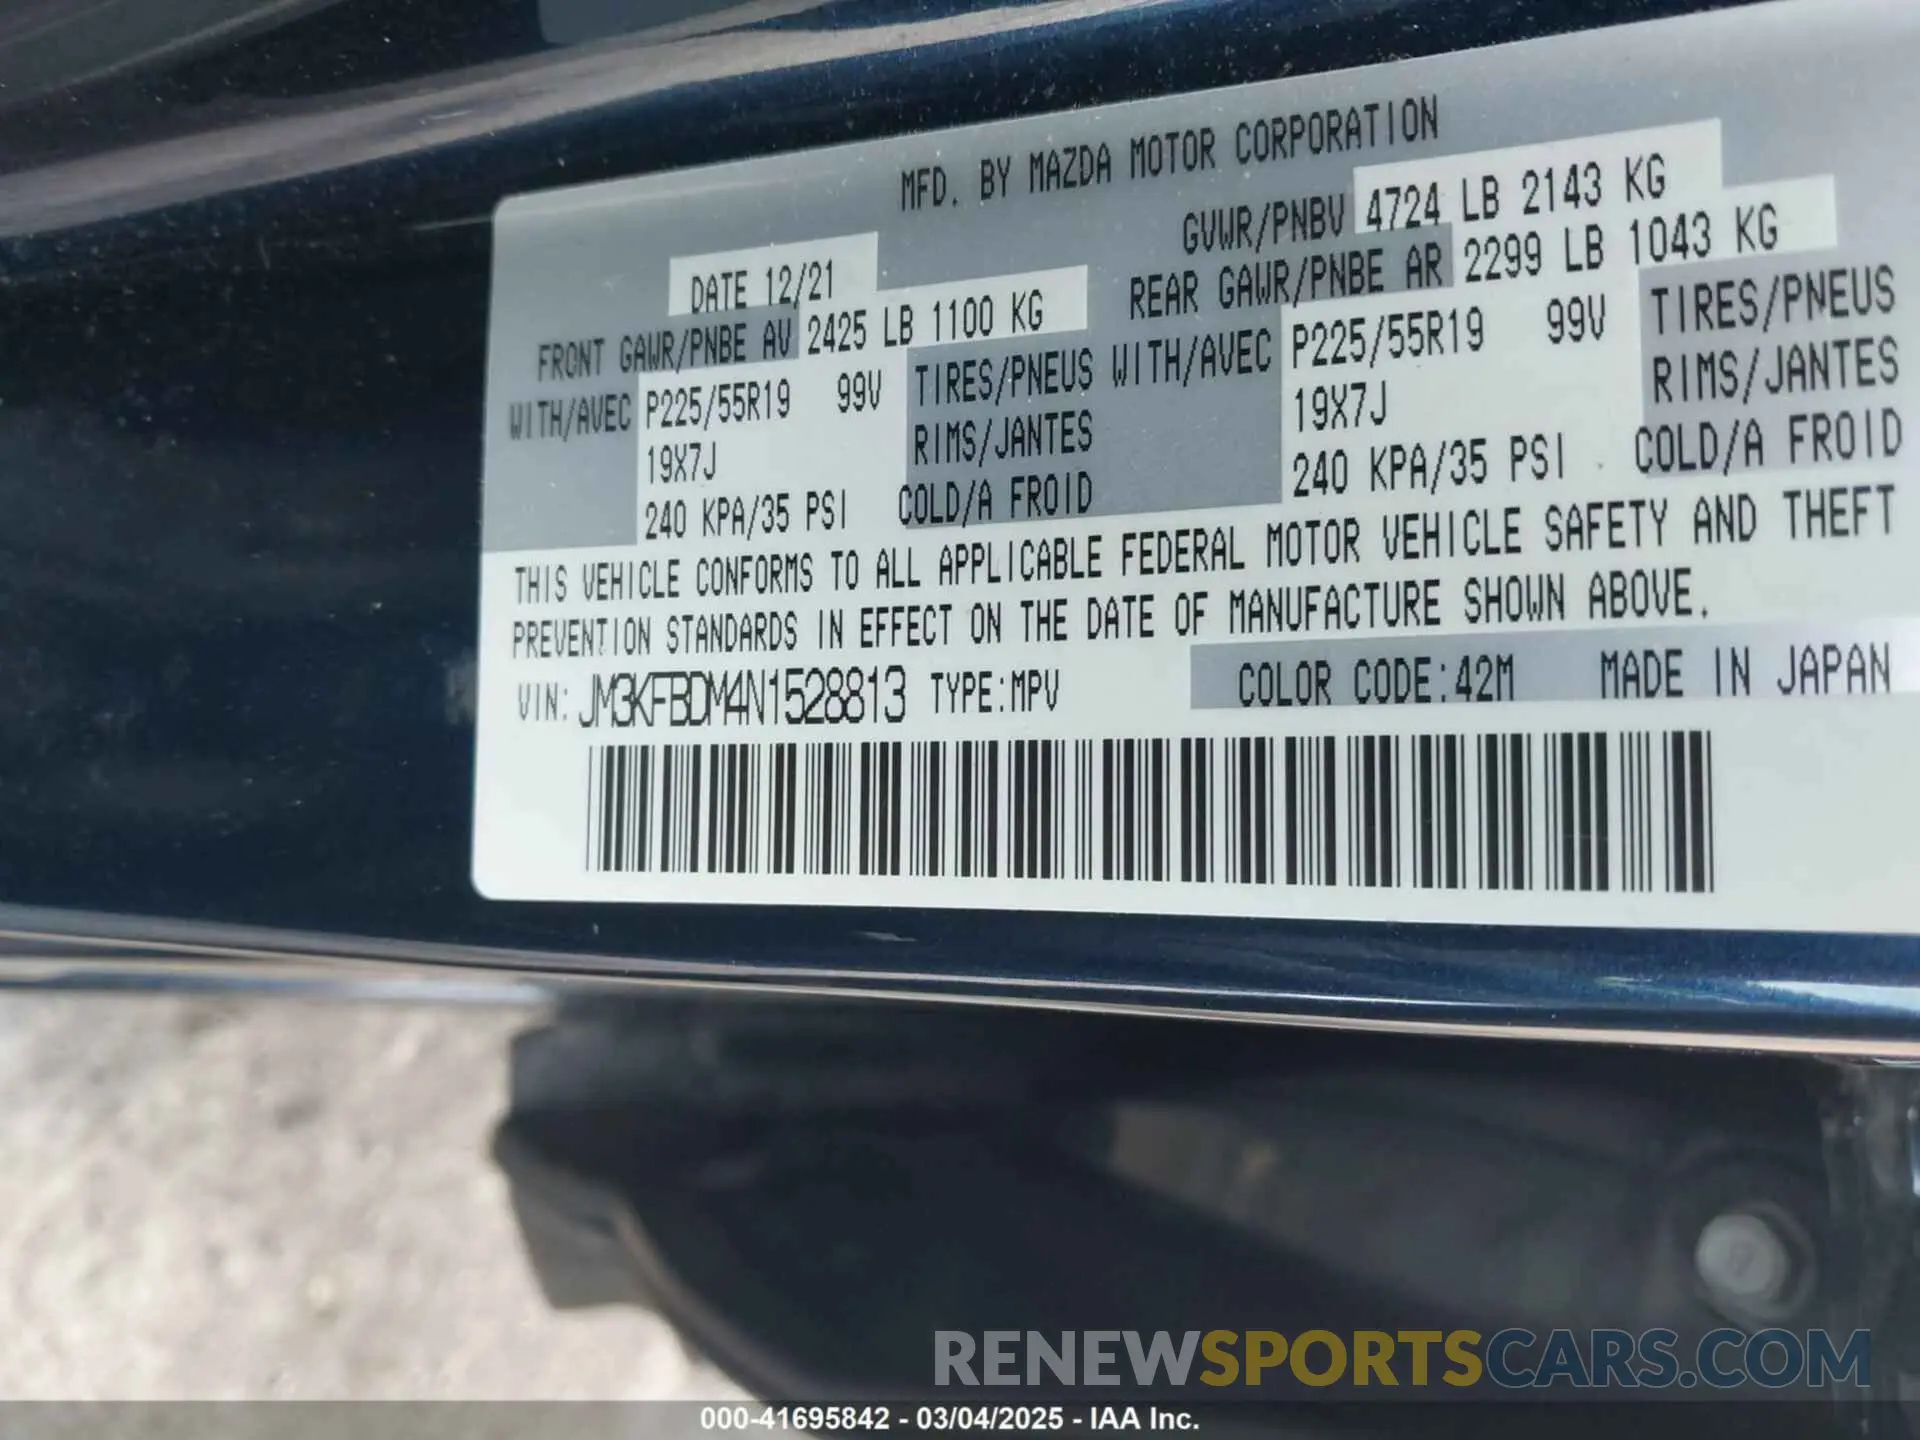 MFD. BY MAZDA MOTOR CORPORATION
DATE 12/21 GVWR/PNBV 4724 LB 2143 KG
FRONT GAWR/PNBE AV 2425 LB 1100 KG REAR GAWR/PNBE AR 2299 LB 1043 KG
WITH/AVEC P225/55R19 99V TIRES/PNEUS WITH/AVEC P225/55R19 99V TIRES/PNEUS
19X7J RIMS/JANTES 19X7J RIMS/JANTES
240 KPA/35 PSI COLD/A FROID 240 KPA/35 PSI COLD/A FROID
THIS VEHICLE CONFORMS TO ALL APPLICABLE FEDERAL MOTOR VEHICLE SAFETY AND THEFT
PREVENTION STANDARDS IN EFFECT ON THE DATE OF MANUFACTURE SHOWN ABOVE.
VIN: JM3KFBDM4N1528813 TYPE:MPV COLOR CODE:42M MADE IN JAPAN
RENEWSPORTSCARS.COM
000-41695842 - 03/04/2025 - IAA Inc.